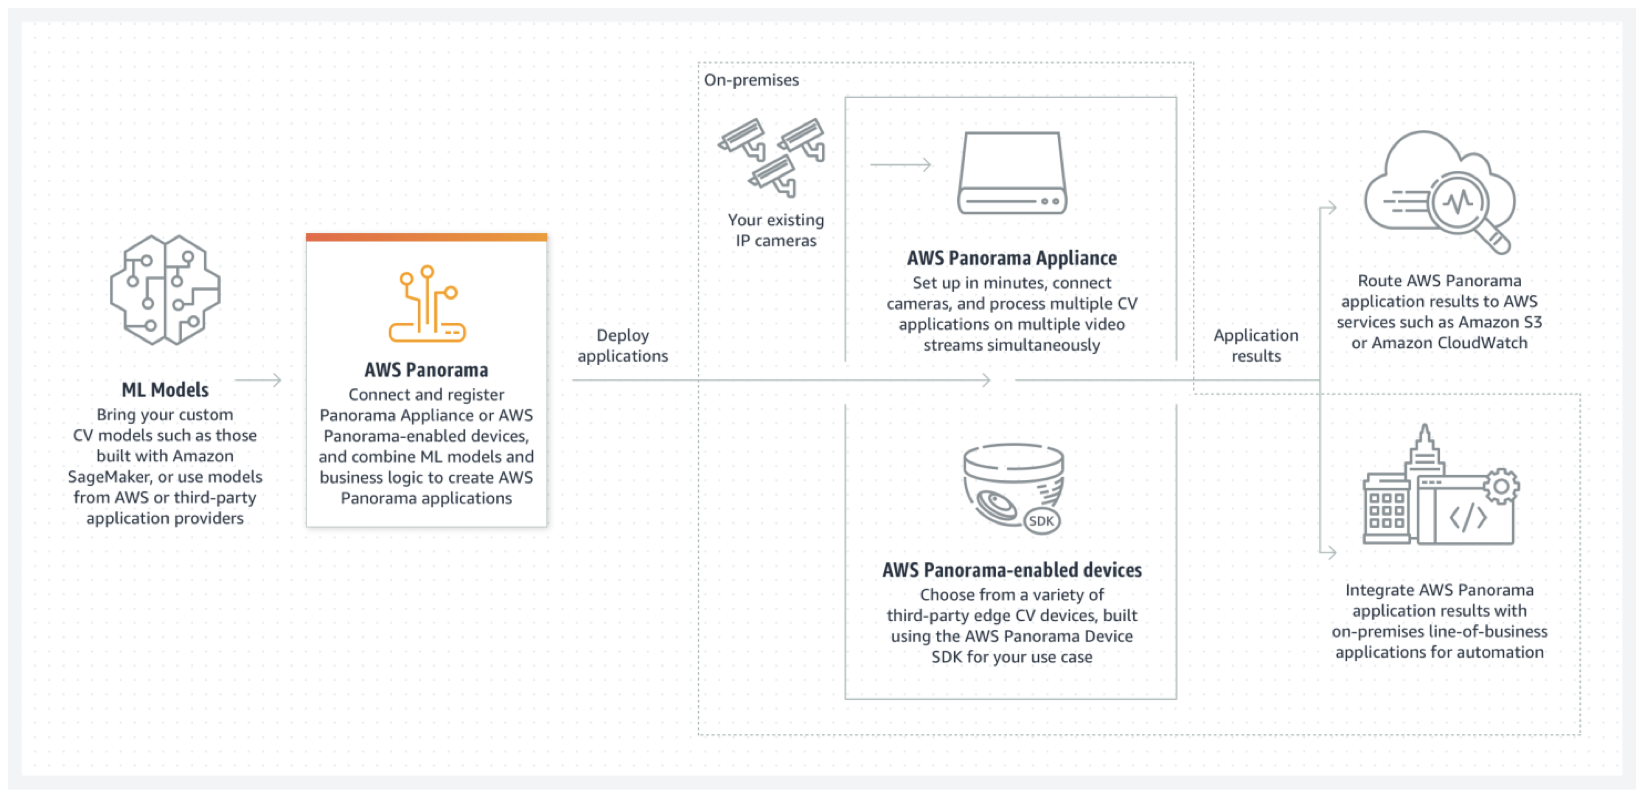 On-premises
Your existing
IP cameras
AWS Panorama Appliance
Set up in minutes, connect
cameras, and process multiple CV
applications on multiple video
streams simultaneously
ML Models
Bring your custom
CV models such as those
built with Amazon
SageMaker, or use models
from AWS or third-party
application providers
AWS Panorama
Connect and register
Panorama Appliance or AWS
Panorama-enabled devices,
and combine ML models and
business logic to create AWS
Panorama applications
Deploy
applications
SDK
AWS Panorama-enabled devices
Choose from a variety of
third-party edge CV devices, built
using the AWS Panorama Device
SDK for your use case
Application
results
Route AWS Panorama
application results to AWS
services such as Amazon S3
or Amazon CloudWatch
</>
Integrate AWS Panorama
application results with
on-premises line-of-business
applications for automation